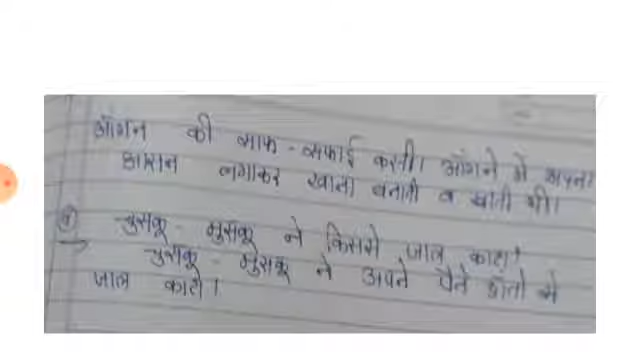 आंगन की साफ-सफाई करती। आंगने में अपना
आसन लगाकर खाना बनाती व खाती थी।
चुसकू-मुसकू ने किससे जाल काटा?
चुसकू-मुसकू ने अपने पैने दांतो से
जाल काटा।